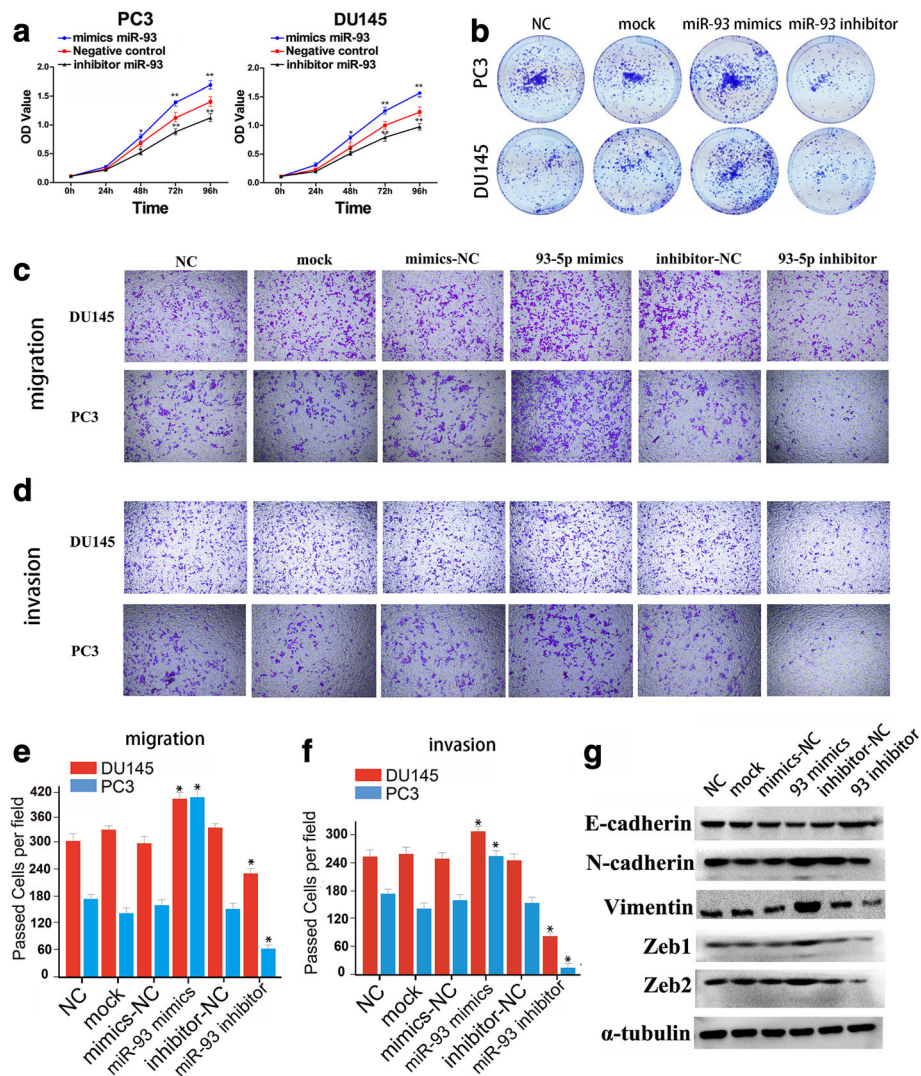 a
PC3
mimics miR-93
Negative control
inhibitor miR-93
OD Value
2.0
1.5
1.0
0.5
0.0
* ** **
* ** **
0h 24h 48h 72h 96h
Time
DU145
mimics miR-93
Negative control
inhibitor miR-93
OD Value
2.0
1.5
1.0
0.5
0.0
* ** **
** **
0h 24h 48h 72h 96h
Time
b
NC mock miR-93 mimics miR-93 inhibitor
PC3
DU145
c
NC mock mimics-NC 93-5p mimics inhibitor-NC 93-5p inhibitor
migration
DU145
PC3
d
invasion
DU145
PC3
e
migration
DU145
PC3
Passed Cells per field
420
360
300
240
180
120
60
0
* * * *
NC mock mimics-NC miR-93 mimics inhibitor-NC miR-93 inhibitor
f
invasion
DU145
PC3
Passed Cells per field
300
240
180
120
60
0
* * * *
NC mock mimics-NC miR-93 mimics inhibitor-NC miR-93 inhibitor
g
NC mock mimics-NC 93 mimics inhibitor-NC 93 inhibitor
E-cadherin
N-cadherin
Vimentin
Zeb1
Zeb2
α-tubulin